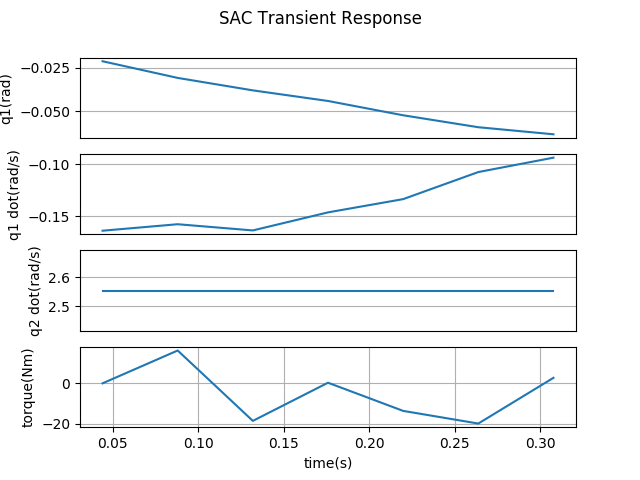 SAC Transient Response
q1(rad)
−0.025
−0.050
q1 dot(rad/s)
−0.10
−0.15
q2 dot(rad/s)
2.6
2.5
torque(Nm)
0
−20
0.05 0.10 0.15 0.20 0.25 0.30
time(s)